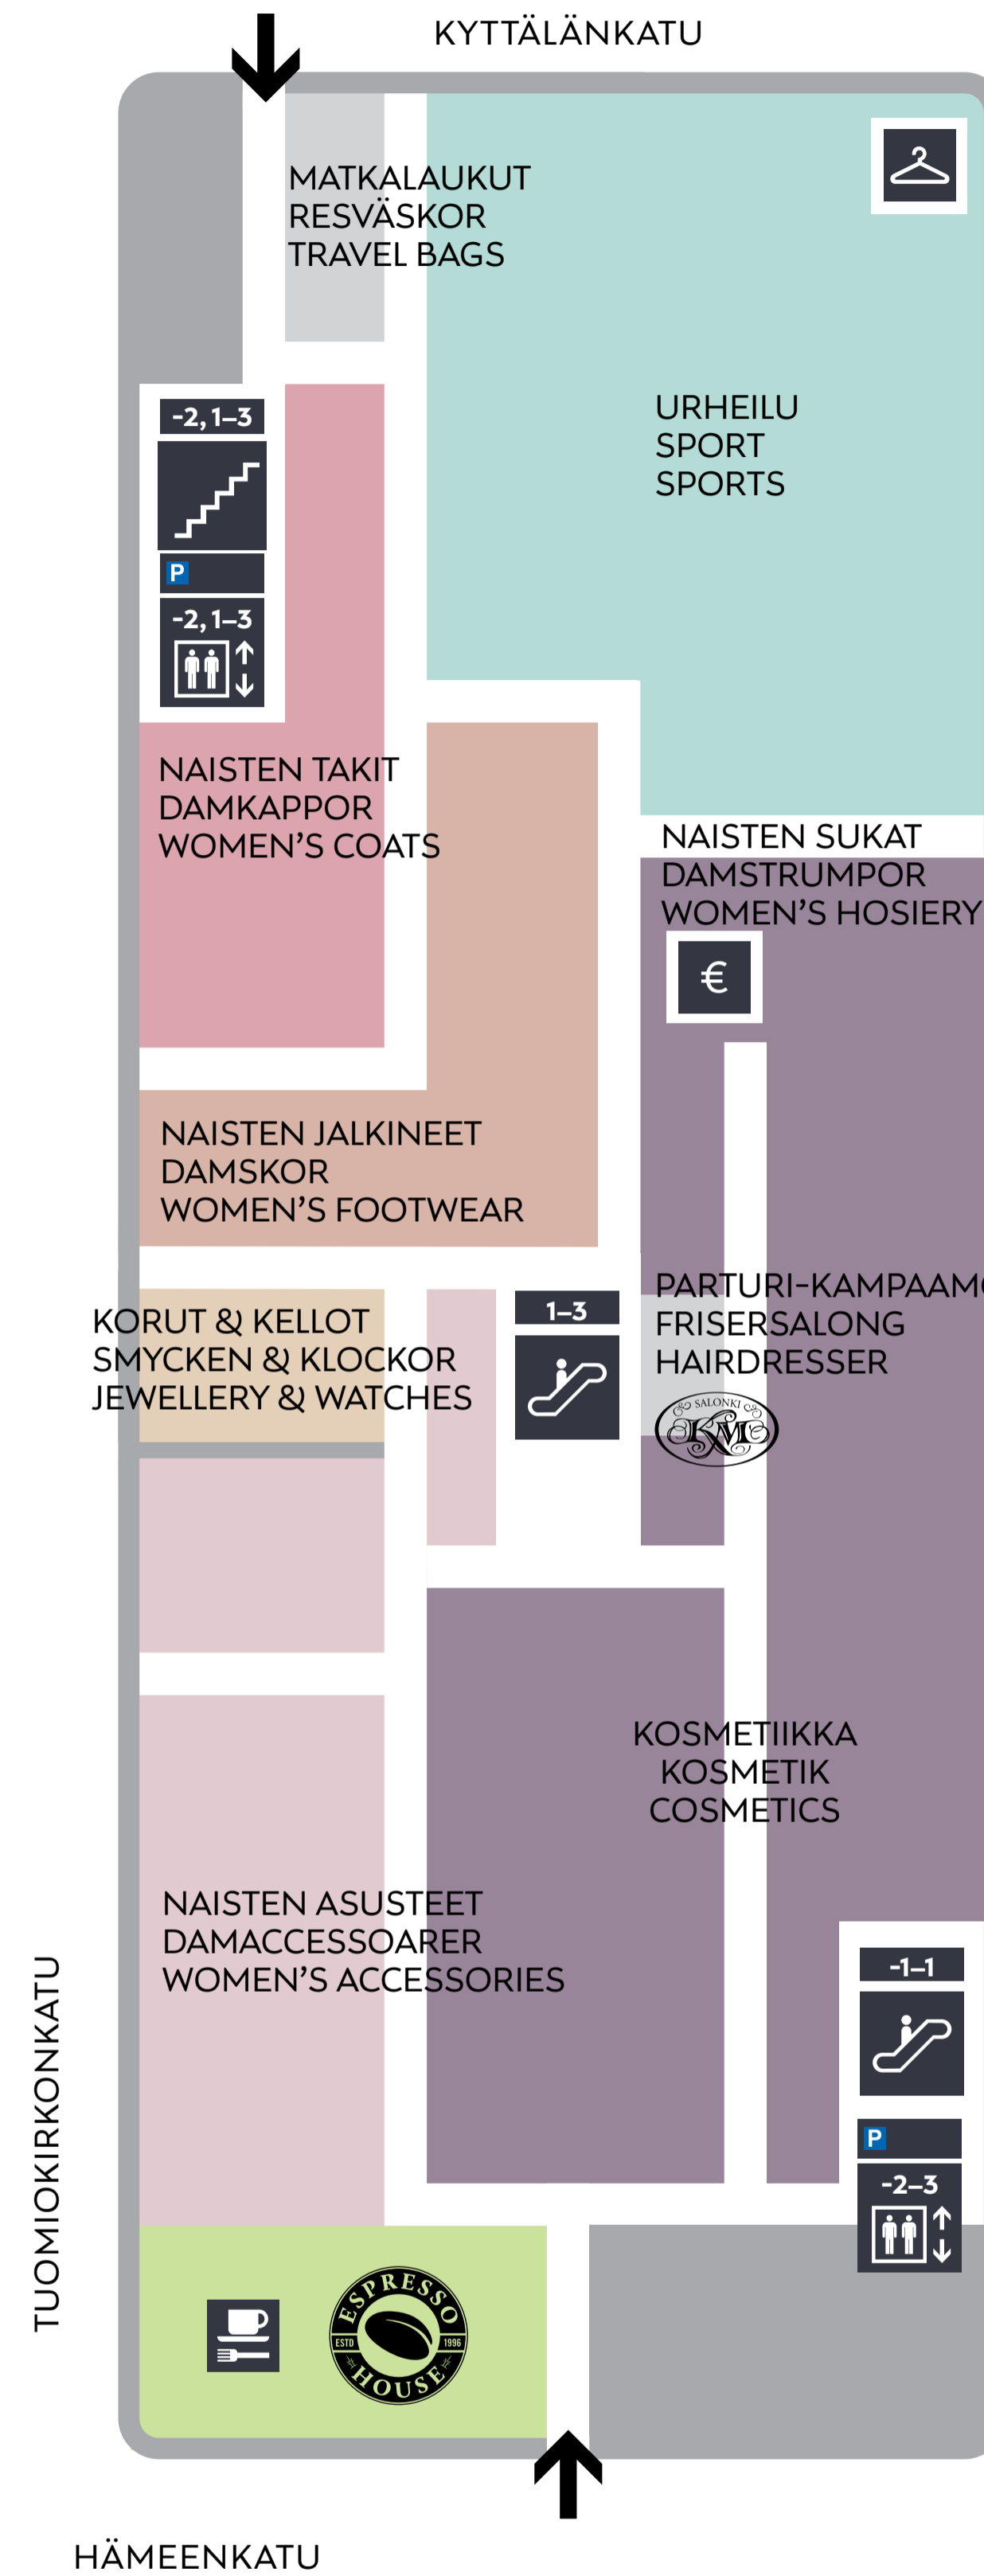 KYTTÄLÄNKATU
MATKALAUKUT
RESVÄSKOR
TRAVEL BAGS
URHEILU
SPORT
SPORTS
-2, 1–3
P
-2, 1–3
NAISTEN TAKIT
DAMKAPPOR
WOMEN'S COATS
NAISTEN SUKAT
DAMSTRUMPOR
WOMEN'S HOSIERY
€
NAISTEN JALKINEET
DAMSKOR
WOMEN'S FOOTWEAR
KORUT & KELLOT
SMYCKEN & KLOCKOR
JEWELLERY & WATCHES
1–3
PARTURI-KAMPAAM
FRISERSALONG
HAIRDRESSER
SALONKI
KM
KOSMETIIKKA
KOSMETIK
COSMETICS
NAISTEN ASUSTEET
DAMACCESSOARER
WOMEN'S ACCESSORIES
-1–1
P
-2–3
TUOMIOKIRKONKATU
ESPRESSO
ESTD 1996
HOUSE
HÄMEENKATU